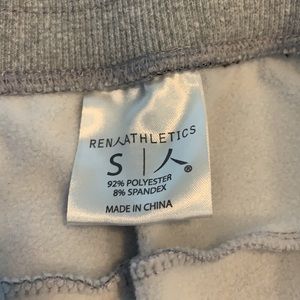 REN人ATHLETICS
S | 人®
92% POLYESTER
8% SPANDEX
MADE IN CHINA